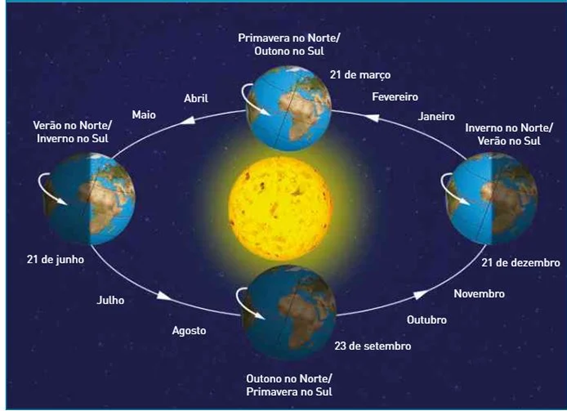 Primavera no Norte/
Outono no Sul
21 de março
Fevereiro
Janeiro
Abril
Maio
Verão no Norte/
Inverno no Sul
Inverno no Norte/
Verão no Sul
21 de junho
21 de dezembro
Julho
Agosto
Novembro
Outubro
23 de setembro
Outono no Norte/
Primavera no Sul